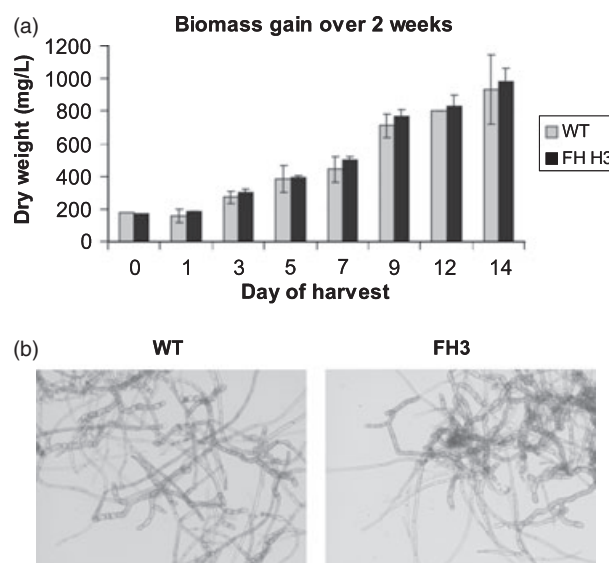 (a)
Biomass gain over 2 weeks
1200
1000
800
600
400
200
0
Dry weight (mg/L)
0 1 3 5 7 9 12 14
Day of harvest
WT
FH H3
(b)
WT FH3